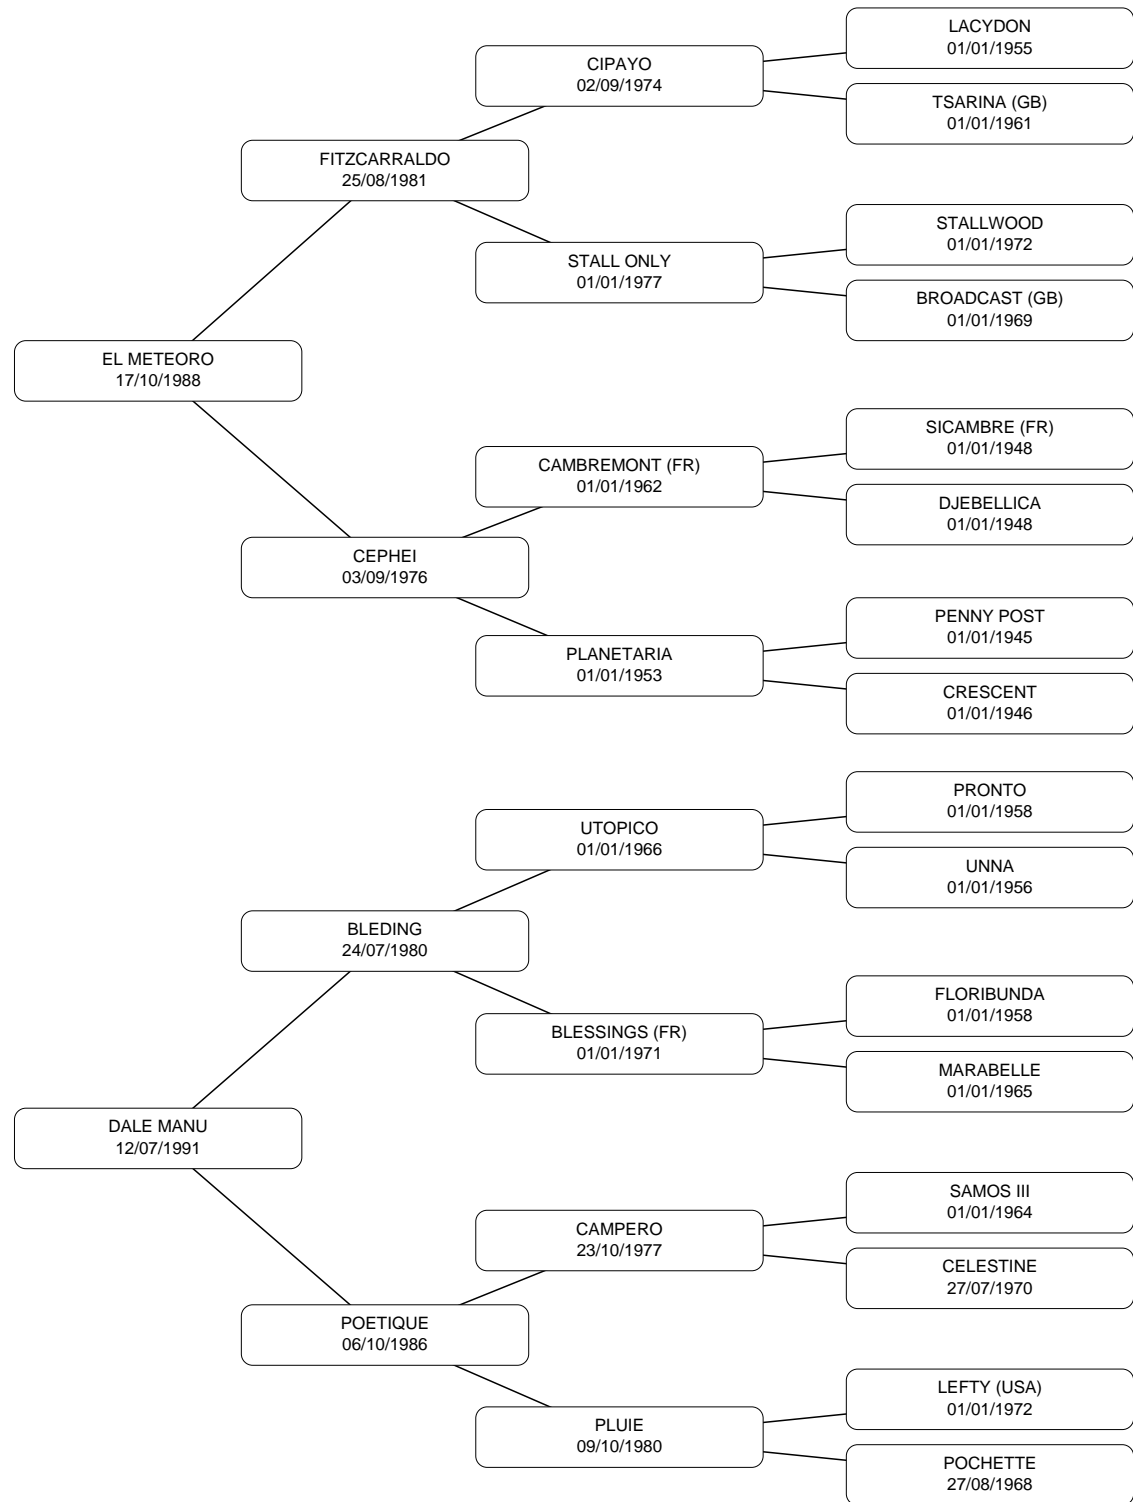 LACYDON
01/01/1955
CIPAYO
02/09/1974
TSARINA (GB)
01/01/1961
FITZCARRALDO
25/08/1981
STALLWOOD
01/01/1972
STALL ONLY
01/01/1977
BROADCAST (GB)
01/01/1969
EL METEORO
17/10/1988
SICAMBRE (FR)
01/01/1948
CAMBREMONT (FR)
01/01/1962
DJEBELLICA
01/01/1948
CEPHEI
03/09/1976
PENNY POST
01/01/1945
PLANETARIA
01/01/1953
CRESCENT
01/01/1946
PRONTO
01/01/1958
UTOPICO
01/01/1966
UNNA
01/01/1956
BLEDING
24/07/1980
FLORIBUNDA
01/01/1958
BLESSINGS (FR)
01/01/1971
MARABELLE
01/01/1965
DALE MANU
12/07/1991
SAMOS III
01/01/1964
CAMPERO
23/10/1977
CELESTINE
27/07/1970
POETIQUE
06/10/1986
LEFTY (USA)
01/01/1972
PLUIE
09/10/1980
POCHETTE
27/08/1968